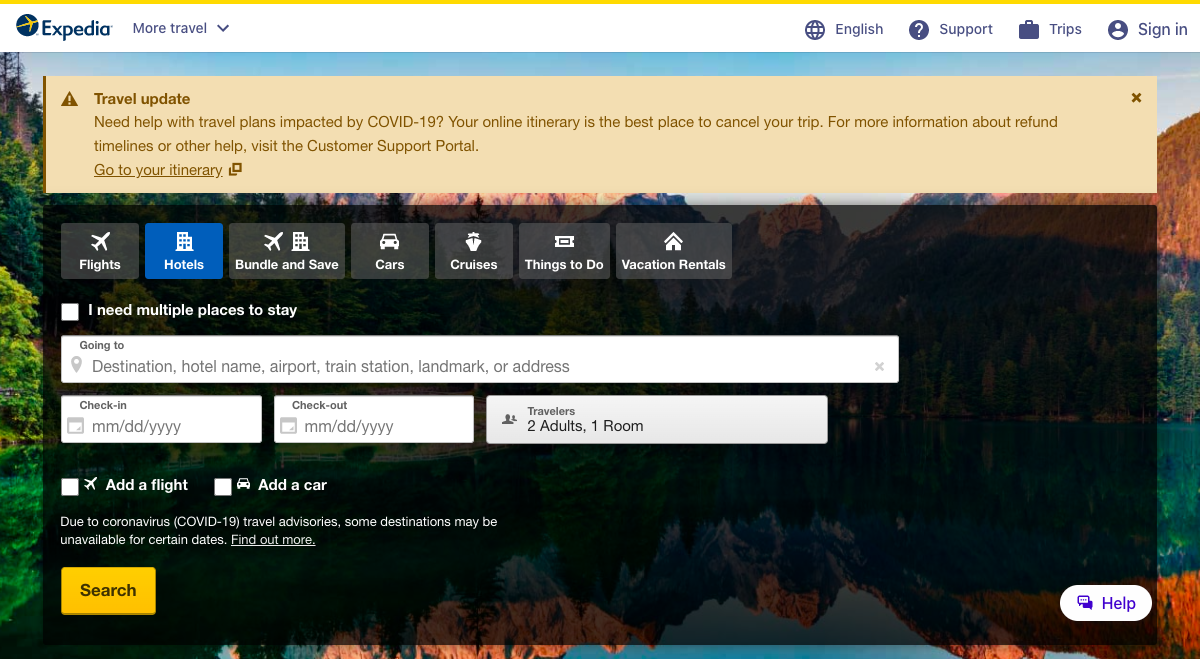 Expedia
More travel
English
Support
Trips
Sign in
Travel update
Need help with travel plans impacted by COVID-19? Your online itinerary is the best place to cancel your trip. For more information about refund
timelines or other help, visit the Customer Support Portal.
Go to your itinerary
Flights
Hotels
Bundle and Save
Cars
Cruises
Things to Do
Vacation Rentals
I need multiple places to stay
Going to
Destination, hotel name, airport, train station, landmark, or address
Check-in
mm/dd/yyyy
Check-out
mm/dd/yyyy
Travelers
2 Adults, 1 Room
Add a flight
Add a car
Due to coronavirus (COVID-19) travel advisories, some destinations may be
unavailable for certain dates. Find out more.
Search
Help